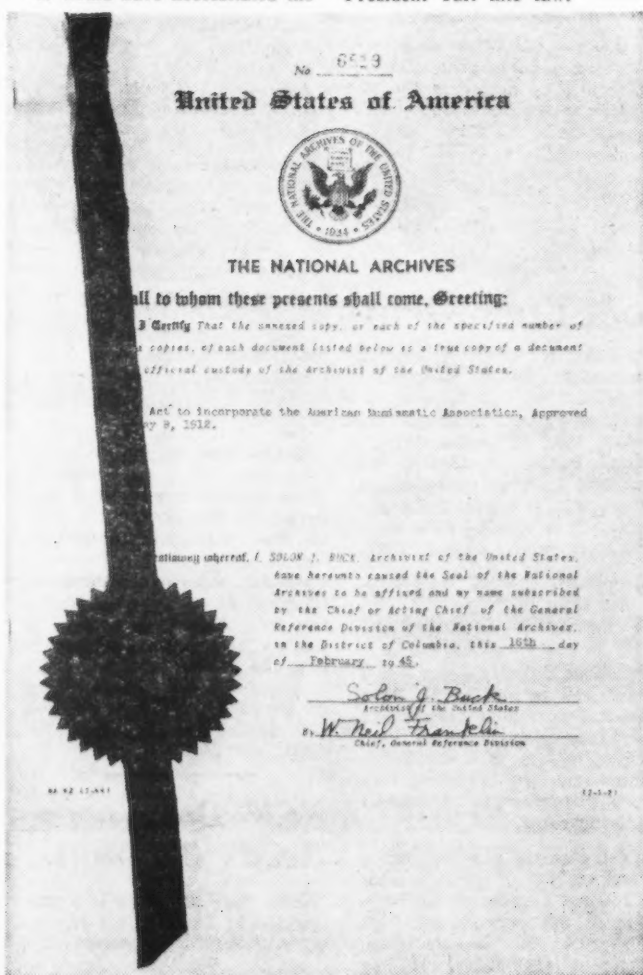 President
No 6519
United States of America
THE NATIONAL ARCHIVES OF THE UNITED STATES
• 1934 •
THE NATIONAL ARCHIVES
all to whom these presents shall come, Greeting:
I Certify That the annexed copy, or each of the specified number of
copies, of each document listed below is a true copy of a document
official custody of the Archivist of the United States.
Act to incorporate the American Numismatic Association, Approved
9, 1912.
whereof, I, SOLON J. BUCK, Archivist of the United States,
have hereunto caused the Seal of the National
Archives to be affixed and my name subscribed
by the Chief or Acting Chief of the General
Reference Division of the National Archives,
in the District of Columbia, this 16th day
of February 1945.
Solon J. Buck
Archivist of the United States
By W. Neil Franklin
Chief, General Reference Division